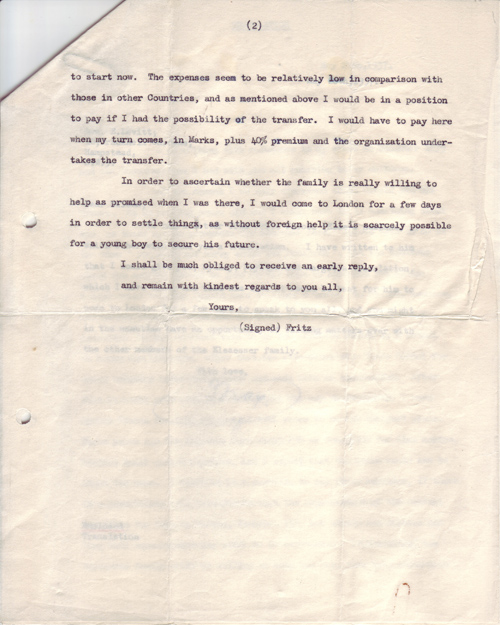 (2)
to start now. The expenses seem to be relatively low in comparison with
those in other Countries, and as mentioned above I would be in a position
to pay if I had the possibility of the transfer. I would have to pay here
when my turn comes, in Marks, plus 40% premium and the organization under-
takes the transfer.
In order to ascertain whether the family is really willing to
help as promised when I was there, I would come to London for a few days
in order to settle things, as without foreign help it is scarcely possible
for a young boy to secure his future.
I shall be much obliged to receive an early reply,
and remain with kindest regards to you all,
Yours,
(Signed) Fritz